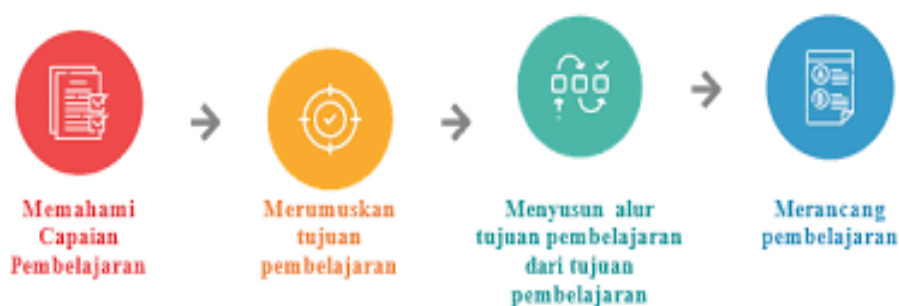 Memahami
Capaian
Pembelajaran
Merumuskan
tujuan
pembelajaran
Menyusun alur
tujuan pembelajaran
dari tujuan
pembelajaran
Merancang
pembelajaran